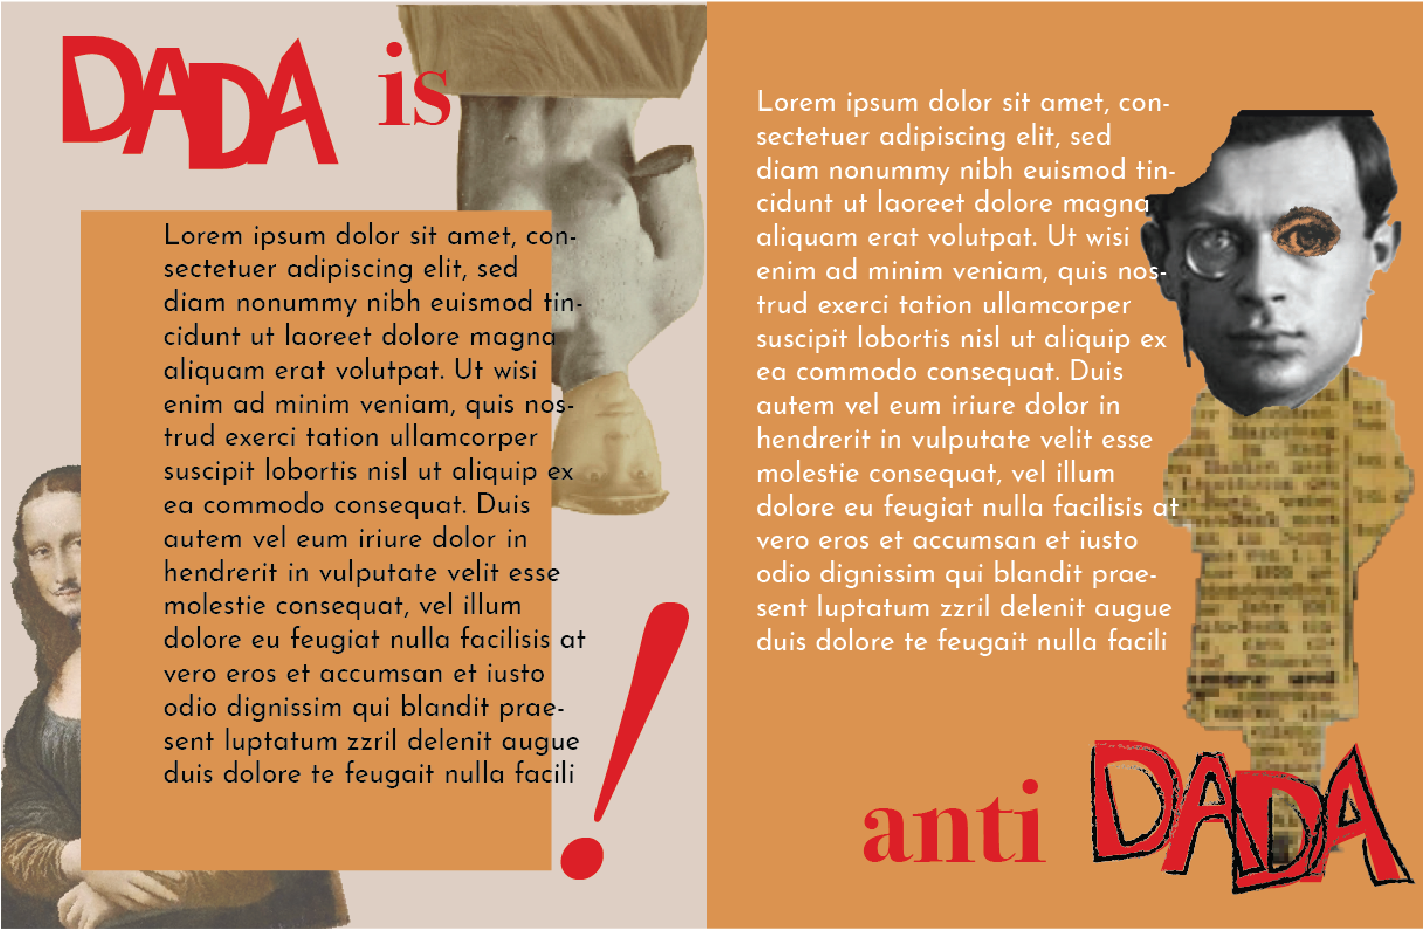 DADA is
Lorem ipsum dolor sit amet, con-
sectetuer adipiscing elit, sed
diam nonummy nibh euismod tin-
cidunt ut laoreet dolore magna
aliquam erat volutpat. Ut wisi
enim ad minim veniam, quis nos-
trud exerci tation ullamcorper
suscipit lobortis nisl ut aliquip ex
ea commodo consequat. Duis
autem vel eum iriure dolor in
hendrerit in vulputate velit esse
molestie consequat, vel illum
dolore eu feugiat nulla facilisis at
vero eros et accumsan et iusto
odio dignissim qui blandit prae-
sent luptatum zzril delenit augue
duis dolore te feugait nulla facili
!
Lorem ipsum dolor sit amet, con-
sectetuer adipiscing elit, sed
diam nonummy nibh euismod tin-
cidunt ut laoreet dolore magna
aliquam erat volutpat. Ut wisi
enim ad minim veniam, quis nos-
trud exerci tation ullamcorper
suscipit lobortis nisl ut aliquip ex
ea commodo consequat. Duis
autem vel eum iriure dolor in
hendrerit in vulputate velit esse
molestie consequat, vel illum
dolore eu feugiat nulla facilisis at
vero eros et accumsan et iusto
odio dignissim qui blandit prae-
sent luptatum zzril delenit augue
duis dolore te feugait nulla facili
anti DADA